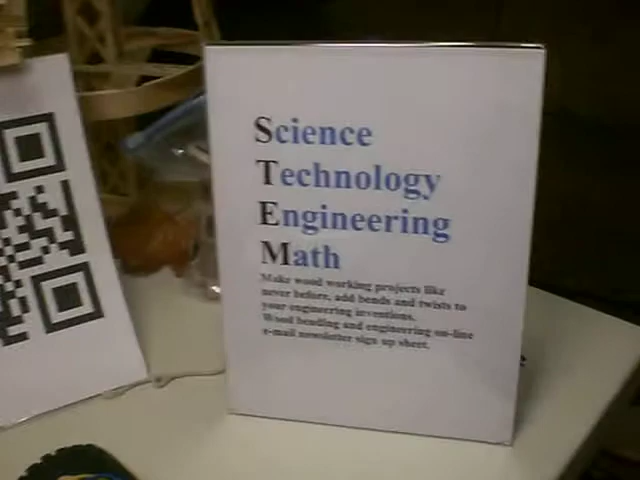 Science
Technology
Engineering
Math
Make wood working projects like
never before, add bends and twists to
your engineering inventions.
Wood bending and engineering on-line
e-mail newsletter sign up sheet.